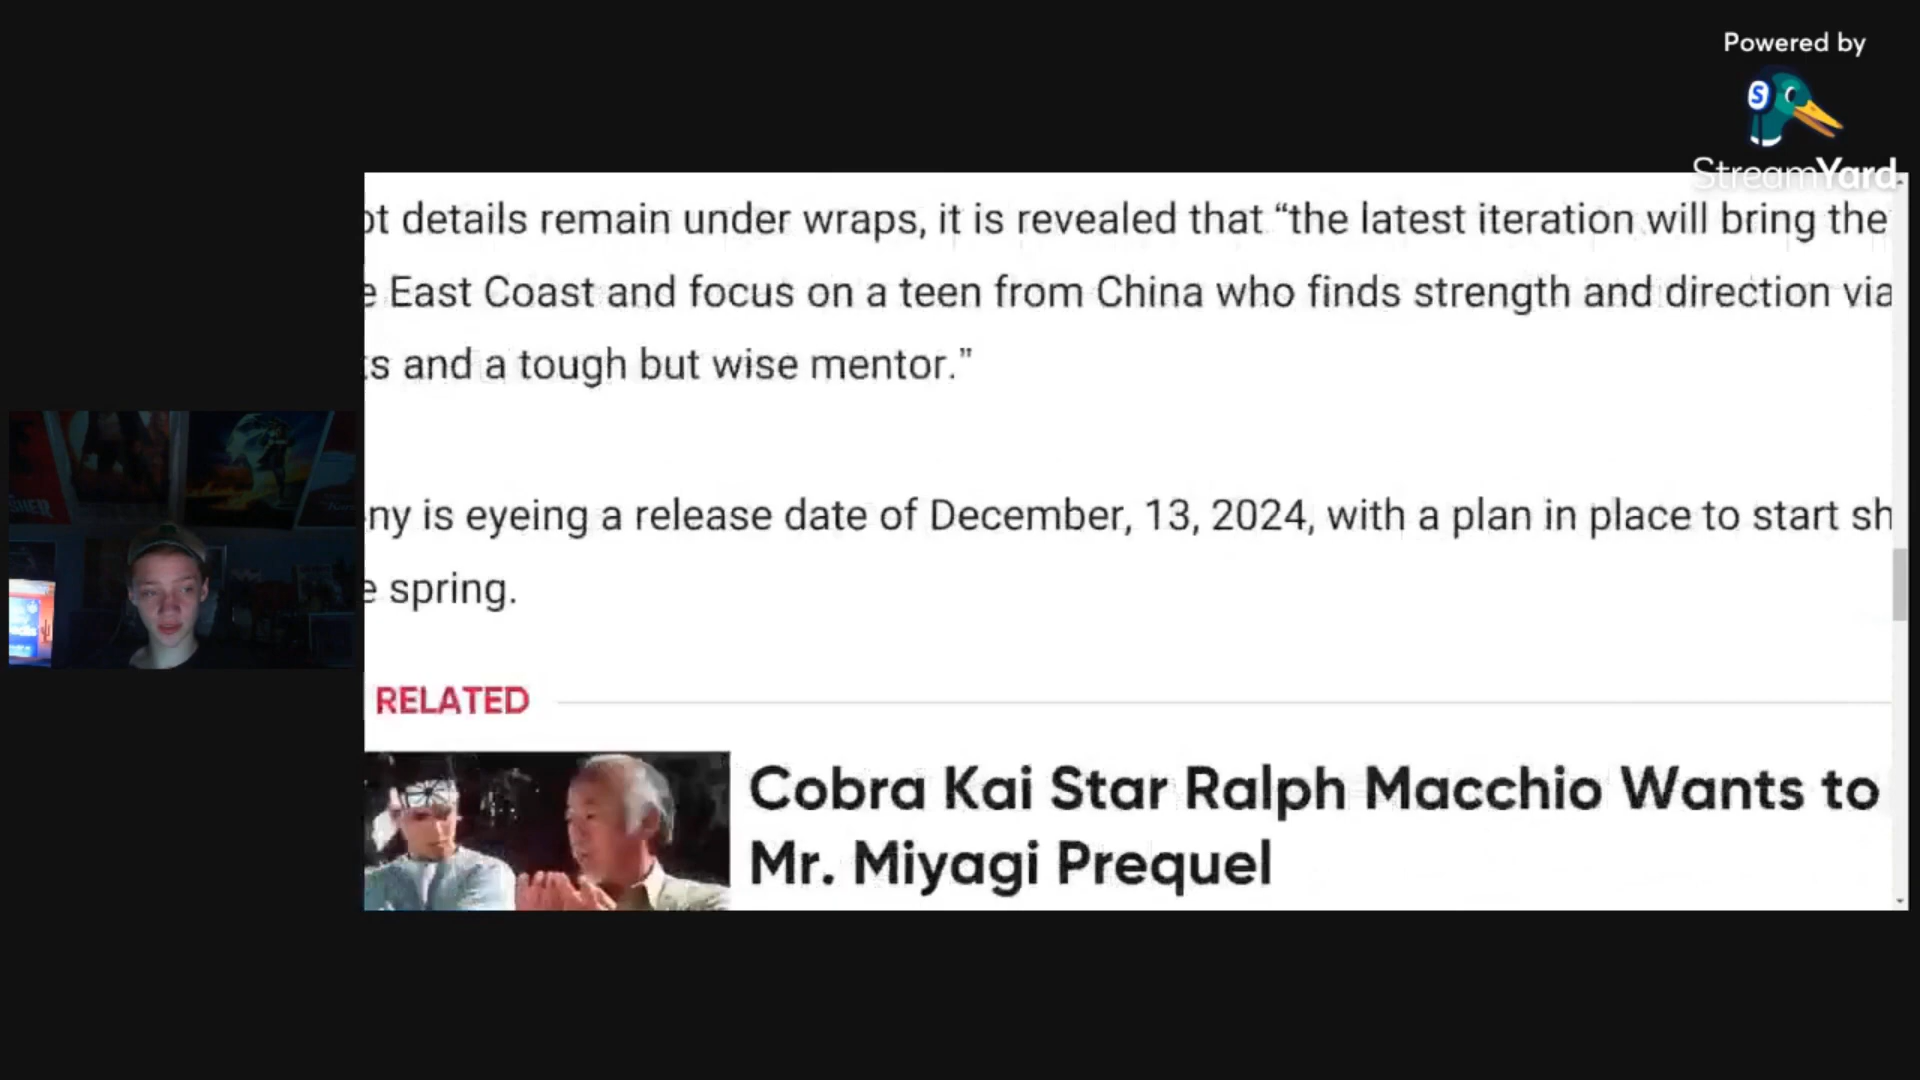 Powered by
StreamYard
ot details remain under wraps, it is revealed that “the latest iteration will bring the
e East Coast and focus on a teen from China who finds strength and direction via
ts and a tough but wise mentor.”
ny is eyeing a release date of December, 13, 2024, with a plan in place to start sh
e spring.
RELATED
Cobra Kai Star Ralph Macchio Wants to
Mr. Miyagi Prequel